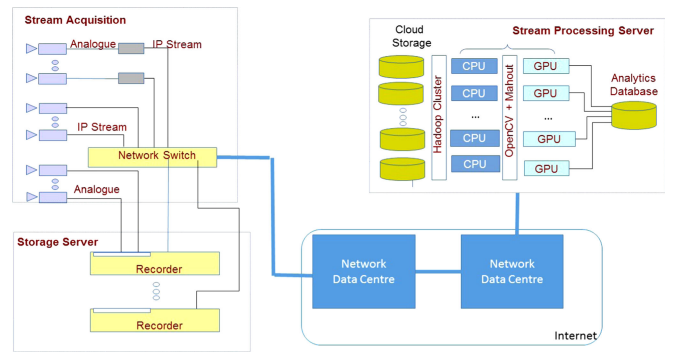 Stream Acquisition
Analogue
IP Stream
IP Stream
Network Switch
Analogue
Storage Server
Recorder
Recorder
Cloud
Storage
Stream Processing Server
Hadoop Cluster
CPU
CPU
...
CPU
CPU
OpenCV + Mahout
GPU
GPU
...
GPU
GPU
Analytics
Database
Network
Data Centre
Network
Data Centre
Internet